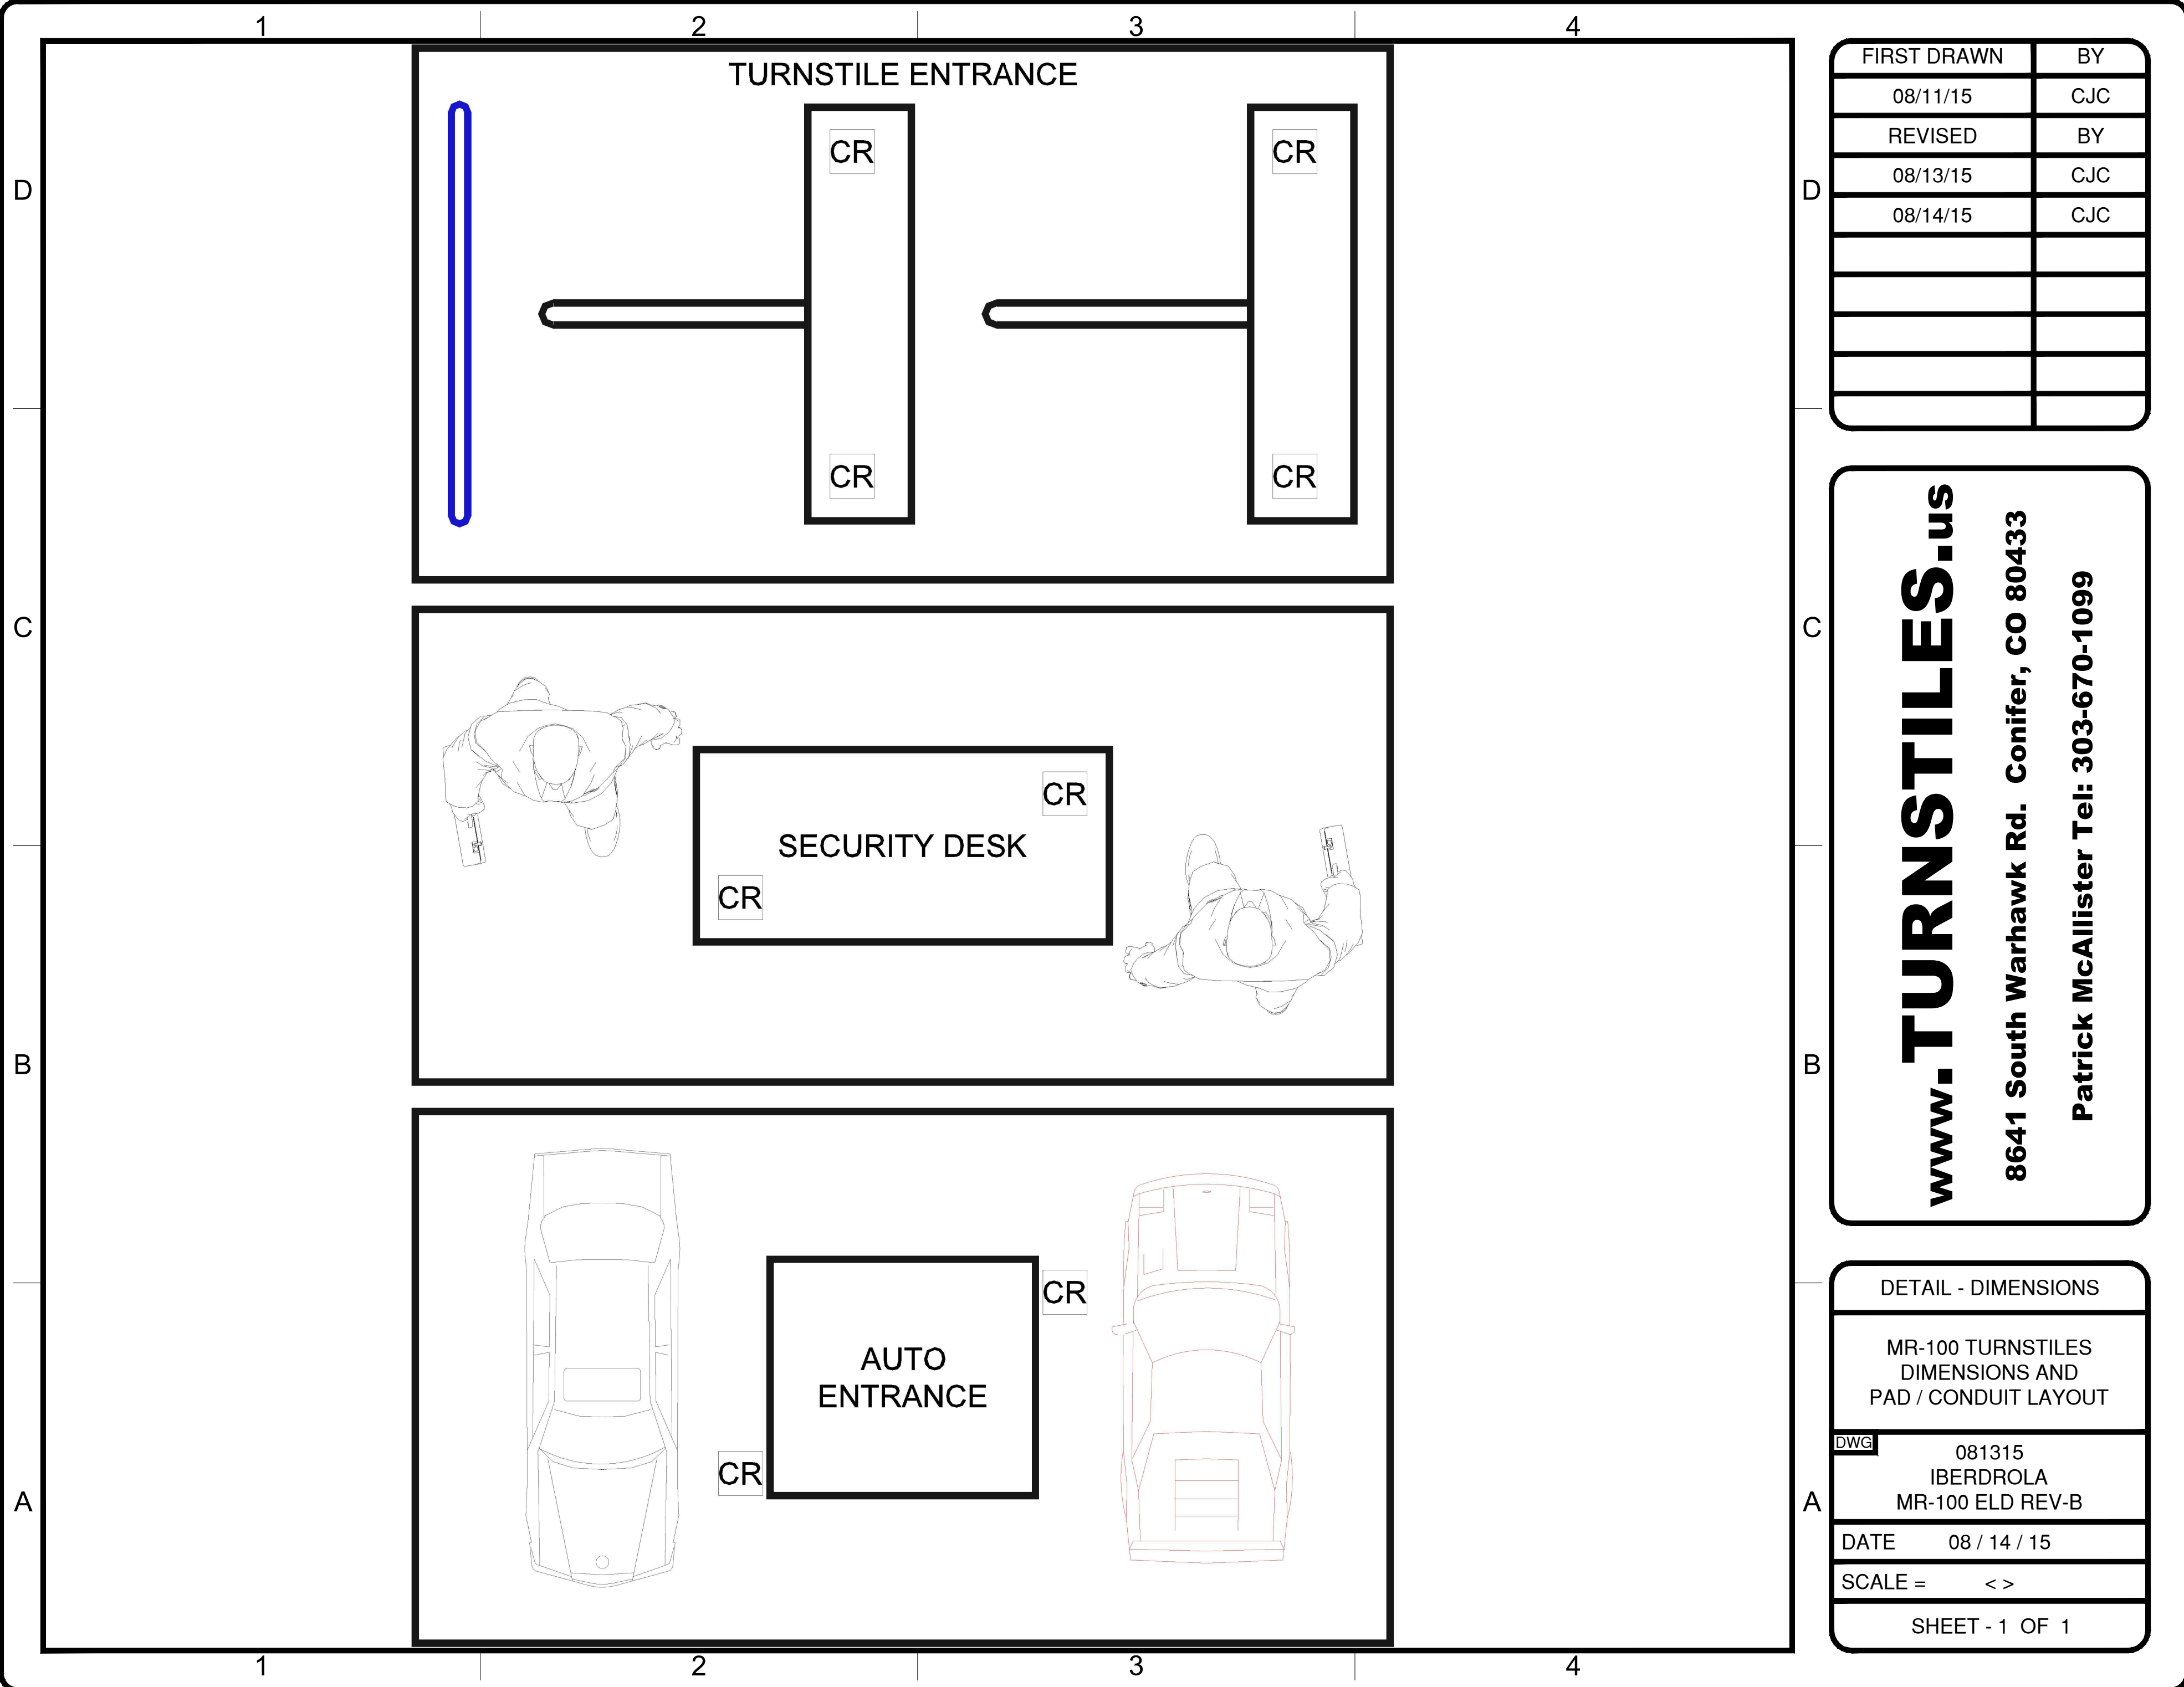 1 2 3 4
D
C
B
A
TURNSTILE ENTRANCE
CR CR
CR CR
CR
SECURITY DESK
CR
CR
AUTO
ENTRANCE
CR
1 2 3 4
D
C
B
A
FIRST DRAWN BY
08/11/15 CJC
REVISED BY
08/13/15 CJC
08/14/15 CJC
www.TURNSTILES.us
8641 South Warhawk Rd. Conifer, CO 80433
Patrick McAllister Tel: 303-670-1099
DETAIL - DIMENSIONS
MR-100 TURNSTILES
DIMENSIONS AND
PAD / CONDUIT LAYOUT
DWG
081315
IBERDROLA
MR-100 ELD REV-B
DATE 08 / 14 / 15
SCALE = < >
SHEET - 1 OF 1